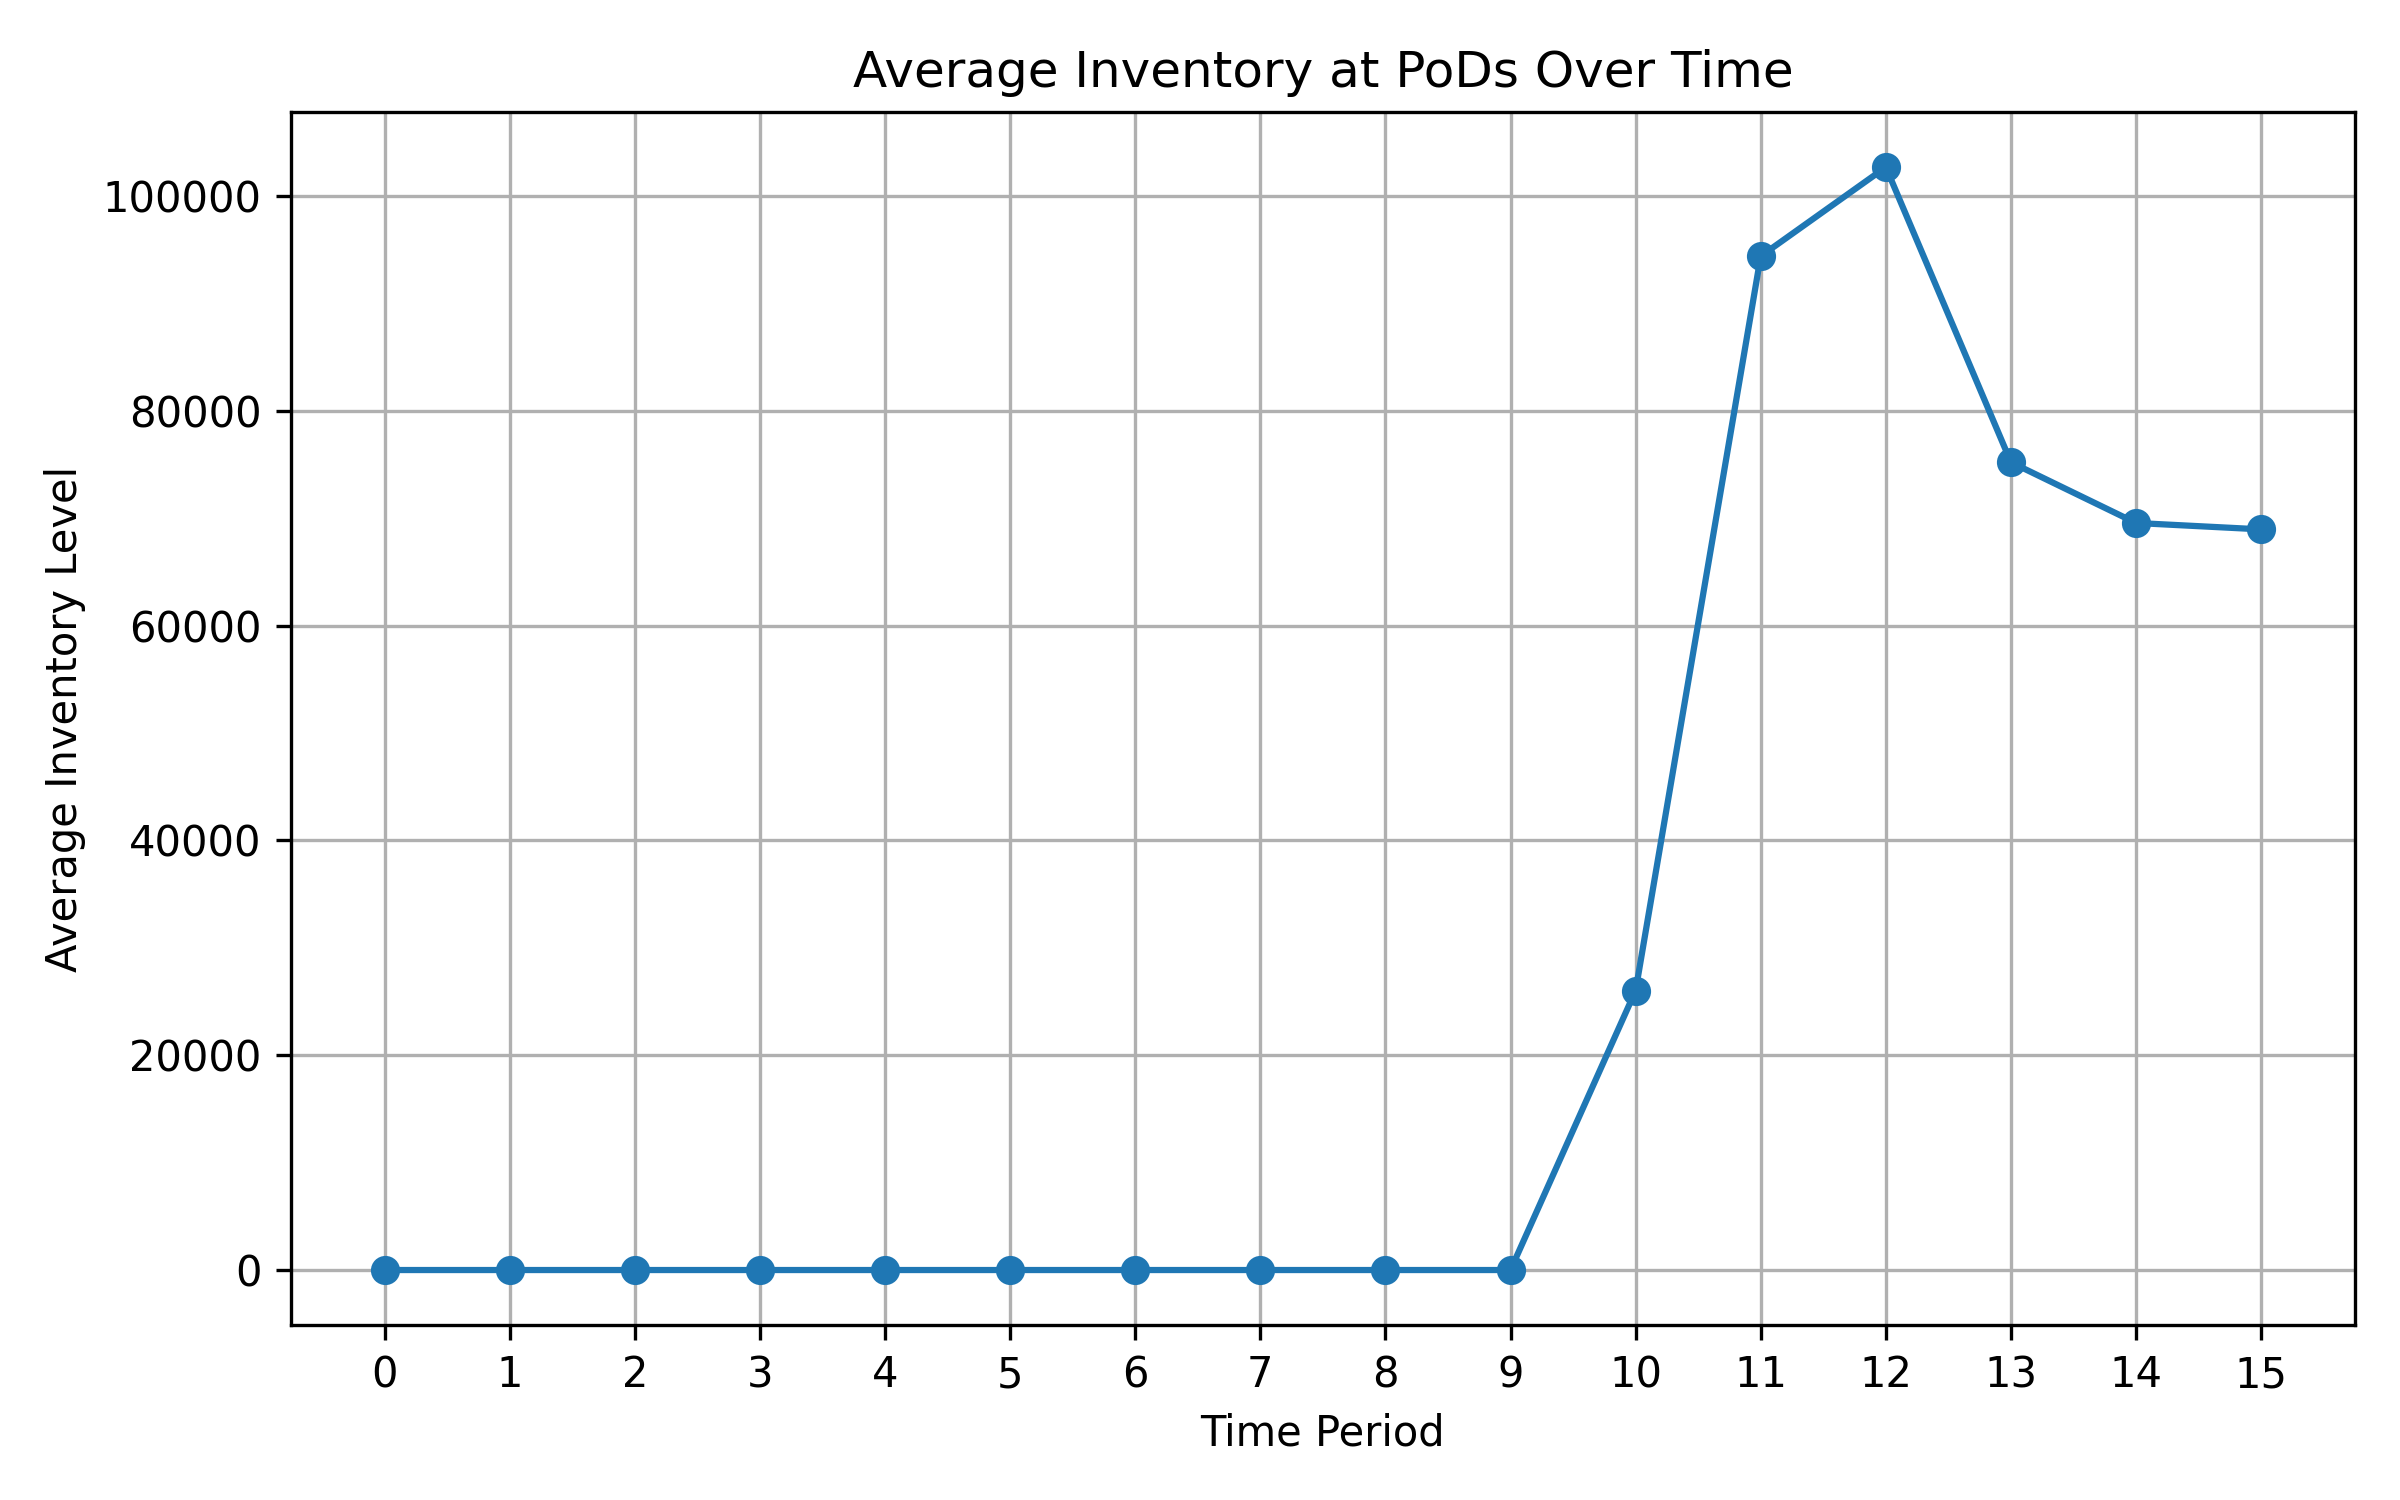 Average Inventory at PoDs Over Time
Average Inventory Level
100000
80000
60000
40000
20000
0
0 1 2 3 4 5 6 7 8 9 10 11 12 13 14 15
Time Period